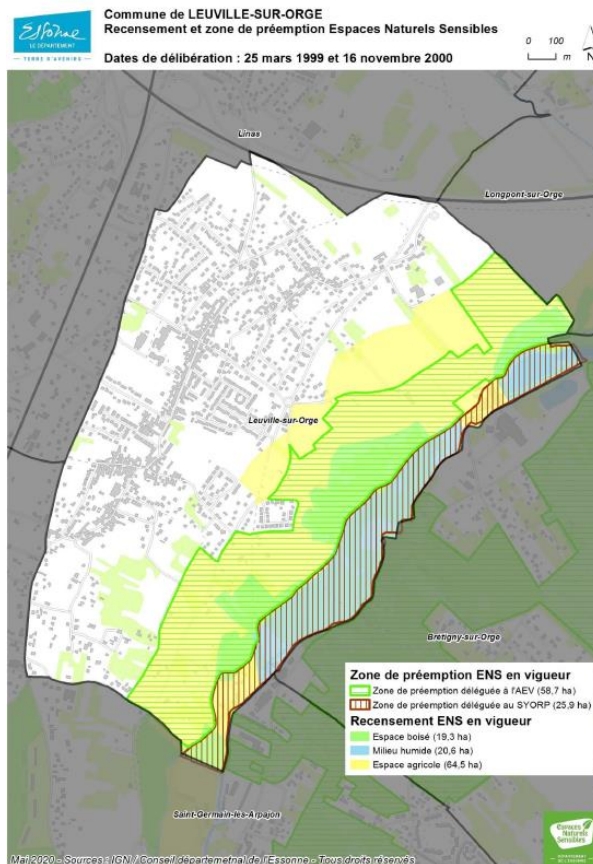 Essonne
LE DÉPARTEMENT
TERRE D'AVENIRS
Commune de LEUVILLE-SUR-ORGE
Recensement et zone de préemption Espaces Naturels Sensibles
Dates de délibération : 25 mars 1999 et 16 novembre 2000
0 100
m
N
Linas
Longpont-sur-Orge
Leuville-sur-Orge
Bretigny-sur-Orge
Saint-Germain-lès-Arpajon
Zone de préemption ENS en vigueur
Zone de préemption déléguée à l'AEV (58,7 ha)
Zone de préemption déléguée au SYORP (25,9 ha)
Recensement ENS en vigueur
Espace boisé (19,3 ha)
Milieu humide (20,6 ha)
Espace agricole (64,5 ha)
Espaces
Naturels
Sensibles
Mai 2020 - Sources : IGN / Conseil départemetnal de l'Essonne - Tous droits réservés